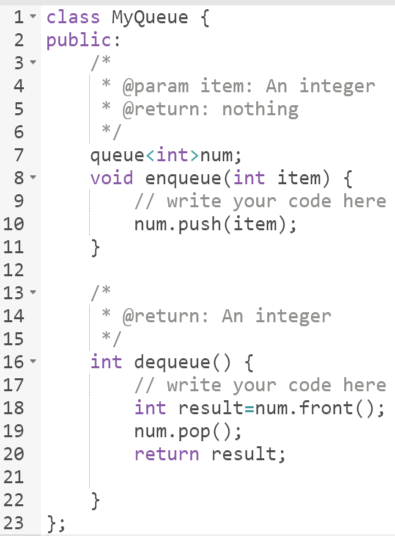 1 class MyQueue {
2 public:
3     /*
4      * @param item: An integer
5      * @return: nothing
6      */
7     queue<int>num;
8     void enqueue(int item) {
9         // write your code here
10         num.push(item);
11     }
12
13     /*
14      * @return: An integer
15      */
16     int dequeue() {
17         // write your code here
18         int result=num.front();
19         num.pop();
20         return result;
21
22     }
23 };